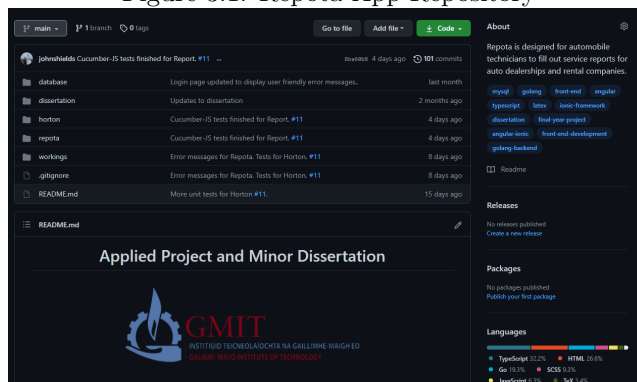 Figure 3.1: Repota App Repository
main
1 branch
0 tags
Go to file
Add file
Code
johnshields Cucumber-JS tests finished for Report. #11 ...
4 days ago
101 commits
database
Login page updated to display user friendly error messages..
last month
dissertation
Updates to dissertation
2 months ago
horton
Cucumber-JS tests finished for Report. #11
4 days ago
repota
Cucumber-JS tests finished for Report. #11
4 days ago
workings
Error messages for Repota. Tests for Horton. #11
8 days ago
.gitignore
Error messages for Repota. Tests for Horton. #11
8 days ago
README.md
More unit tests for Horton #11.
15 days ago
README.md
Applied Project and Minor Dissertation
GMIT
INSTITIÚID TEICNEOLAÍOCHTA NA GAILLIMHE-MAIGH EO
GALWAY-MAYO INSTITUTE OF TECHNOLOGY
About
Repota is designed for automobile
technicians to fill out service reports for
auto dealerships and rental companies.
mysql golang front-end angular
typescript latex ionic-framework
dissertation final-year-project
angular-ionic front-end-development
golang-backend
Readme
Releases
No releases published
Create a new release
Packages
No packages published
Publish your first package
Languages
TypeScript 32.2% HTML 26.6%
Go 19.3% SCSS 9.3%
JavaScript 6.3% TeX 3.4%